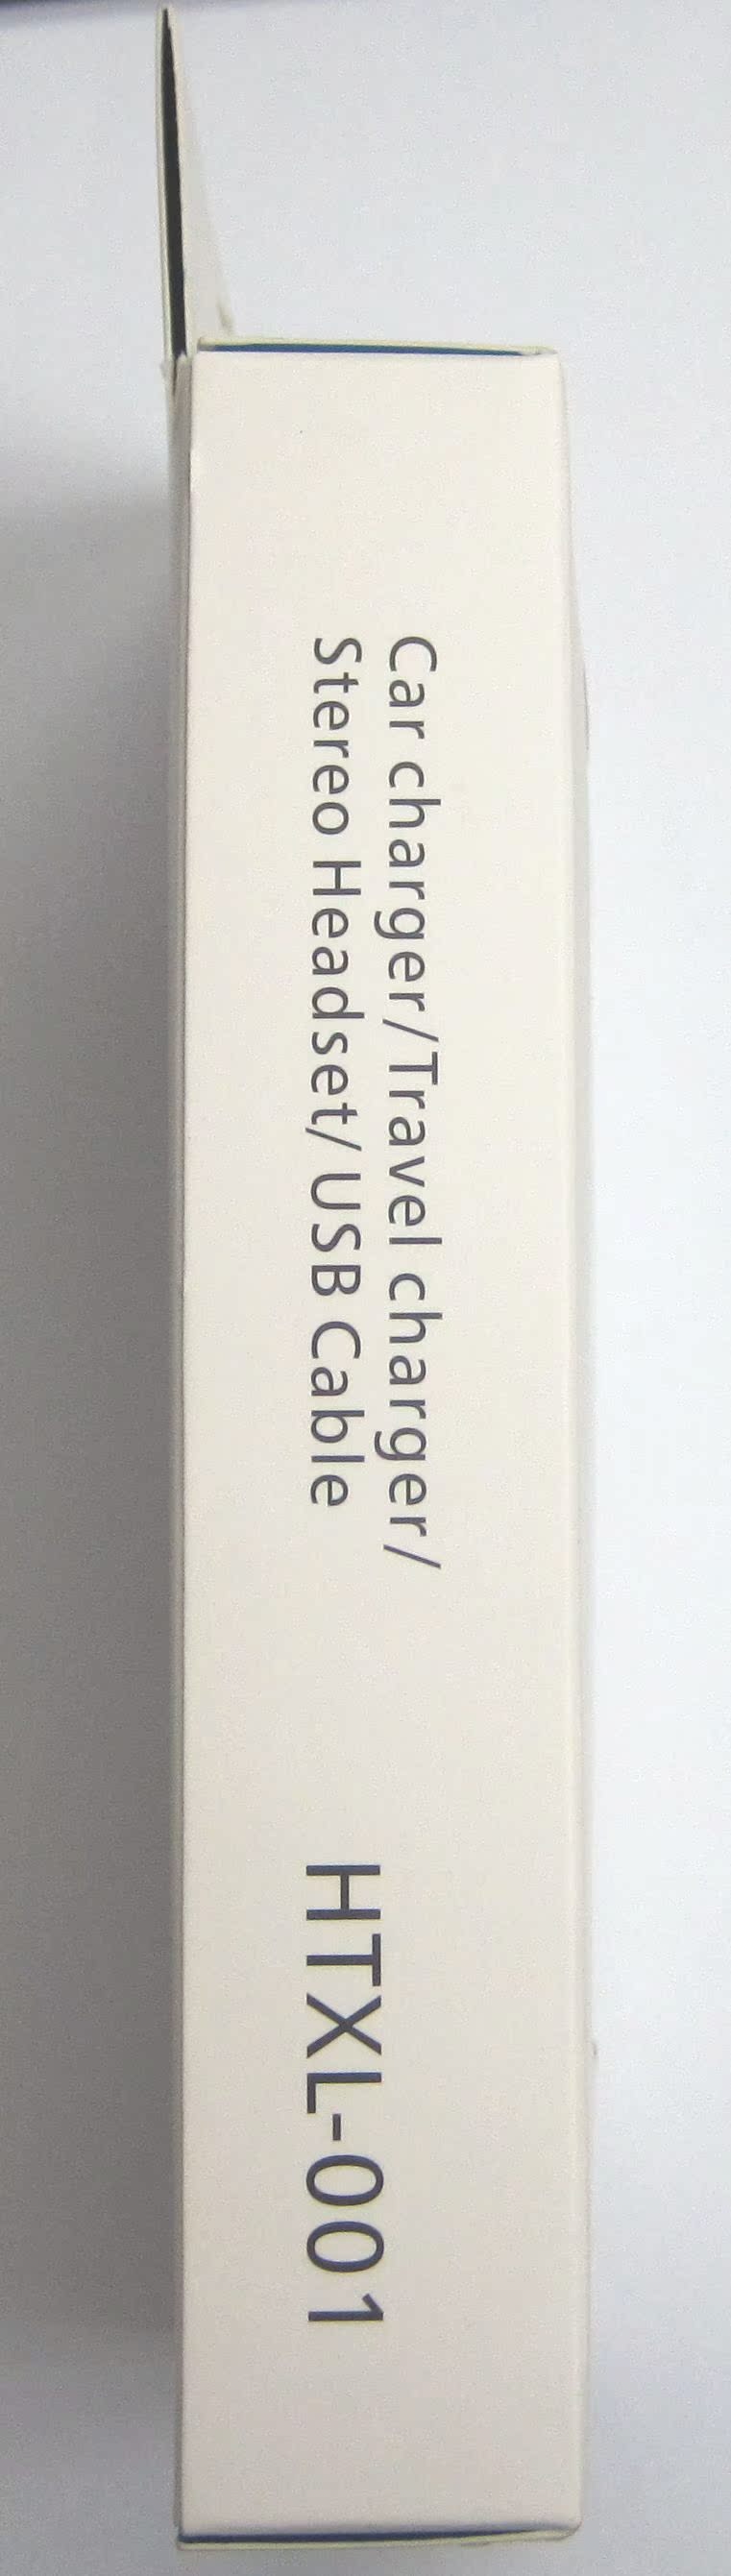 Car charger/Travel charger/
Stereo Headset/ USB Cable
HTXL-001